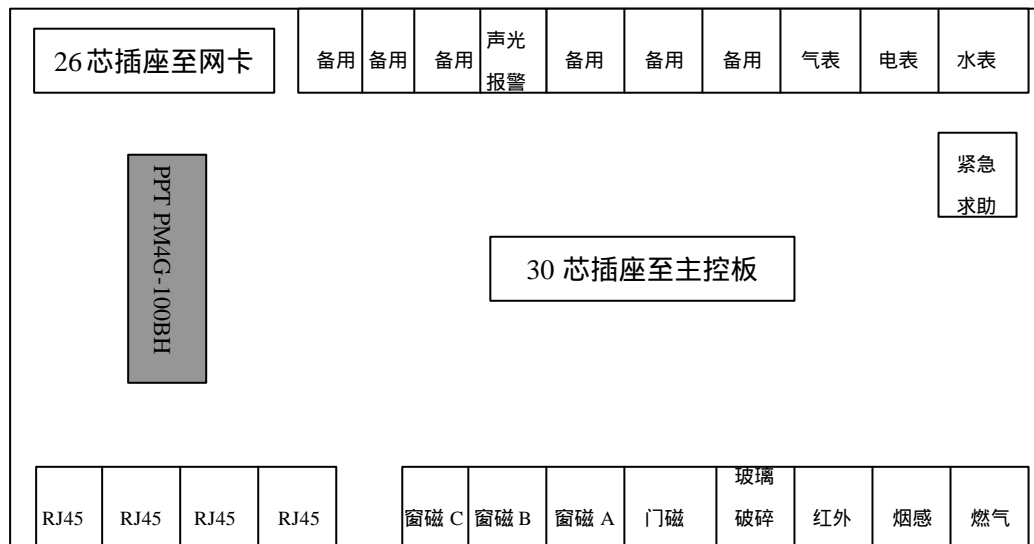 26芯插座至网卡
备用
备用
备用
声光
报警
备用
备用
备用
气表
电表
水表
紧急
求助
PPT PM4G-100BH
30 芯插座至主控板
RJ45
RJ45
RJ45
RJ45
窗磁 C
窗磁 B
窗磁 A
门磁
玻璃
破碎
红外
烟感
燃气